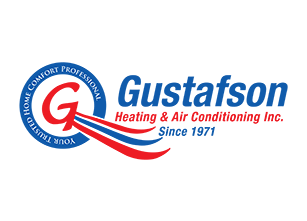 Your Trusted Home Comfort Professional
G
Gustafson
Heating & Air Conditioning Inc.
Since 1971